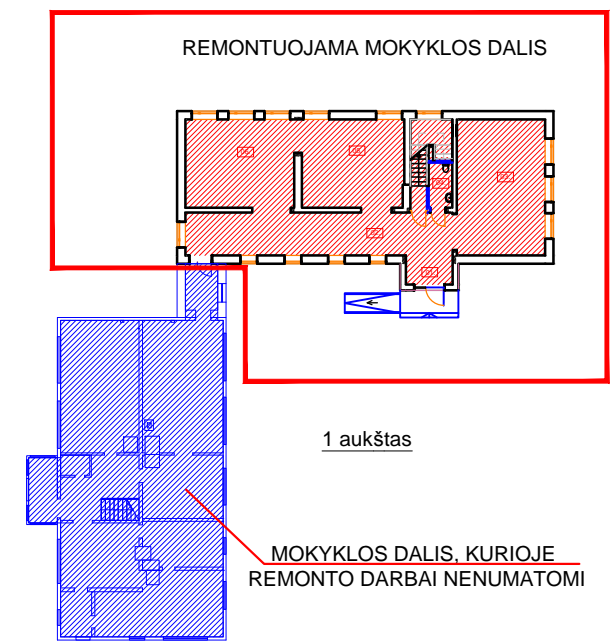 REMONTUOJAMA MOKYKLOS DALIS
1 aukštas
MOKYKLOS DALIS, KURIOJE
REMONTO DARBAI NENUMATOMI